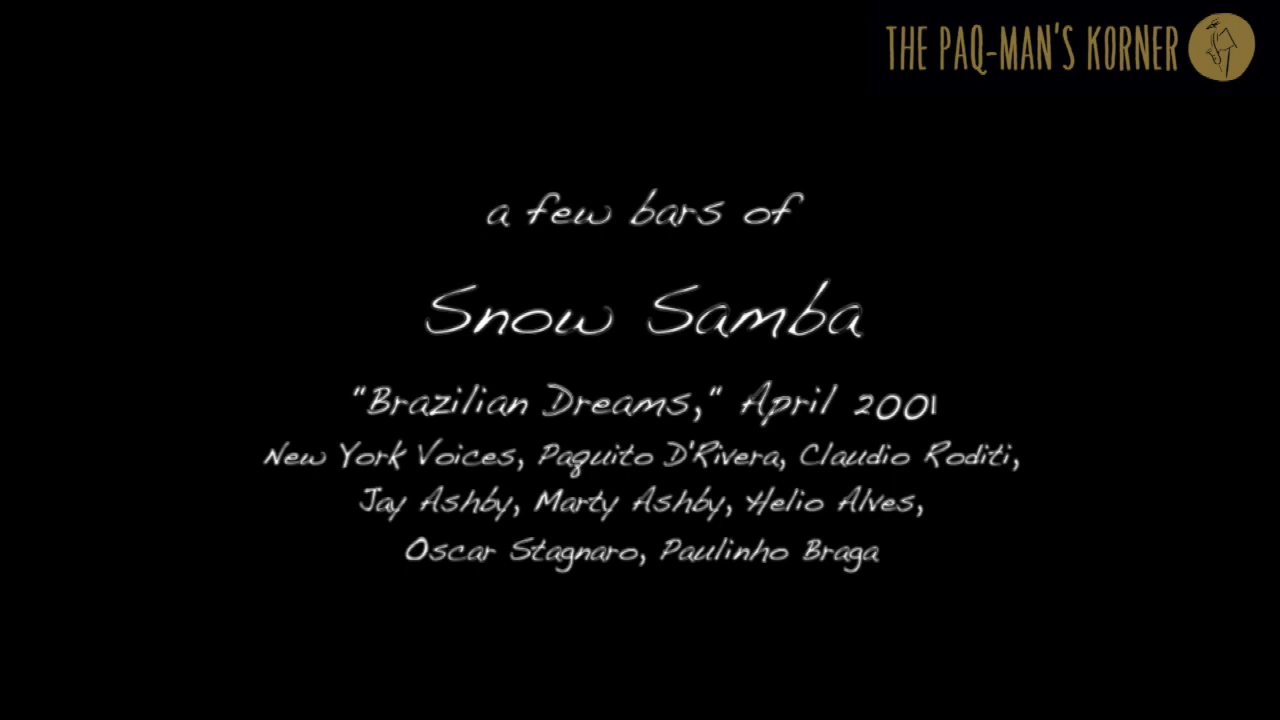 THE PAQ-MAN'S KORNER
a few bars of
Snow Samba
"Brazilian Dreams," April 2001
New York Voices, Paquito D'Rivera, Claudio Roditi,
Jay Ashby, Marty Ashby, Helio Alves,
Oscar Stagnaro, Paulinho Braga